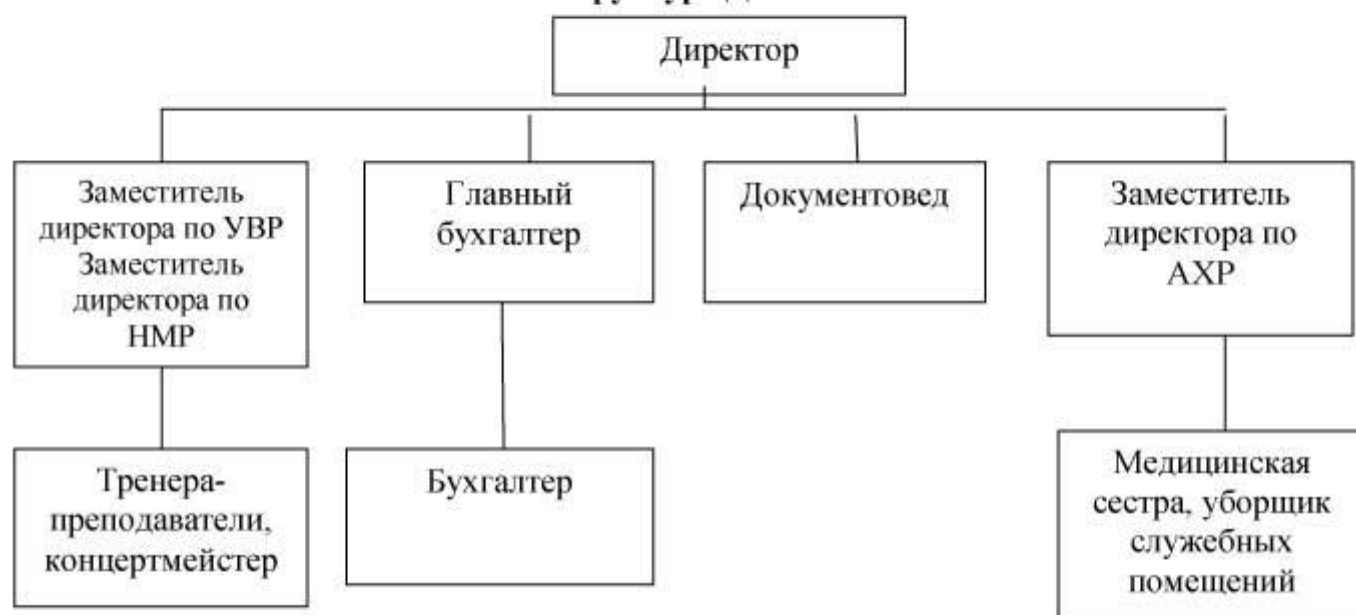 Директор
Заместитель
директора по УВР
Заместитель
директора по
НМР
Главный
бухгалтер
Документовед
Заместитель
директора по
АХР
Тренера-
преподаватели,
концертмейстер
Бухгалтер
Медицинская
сестра, уборщик
служебных
помещений